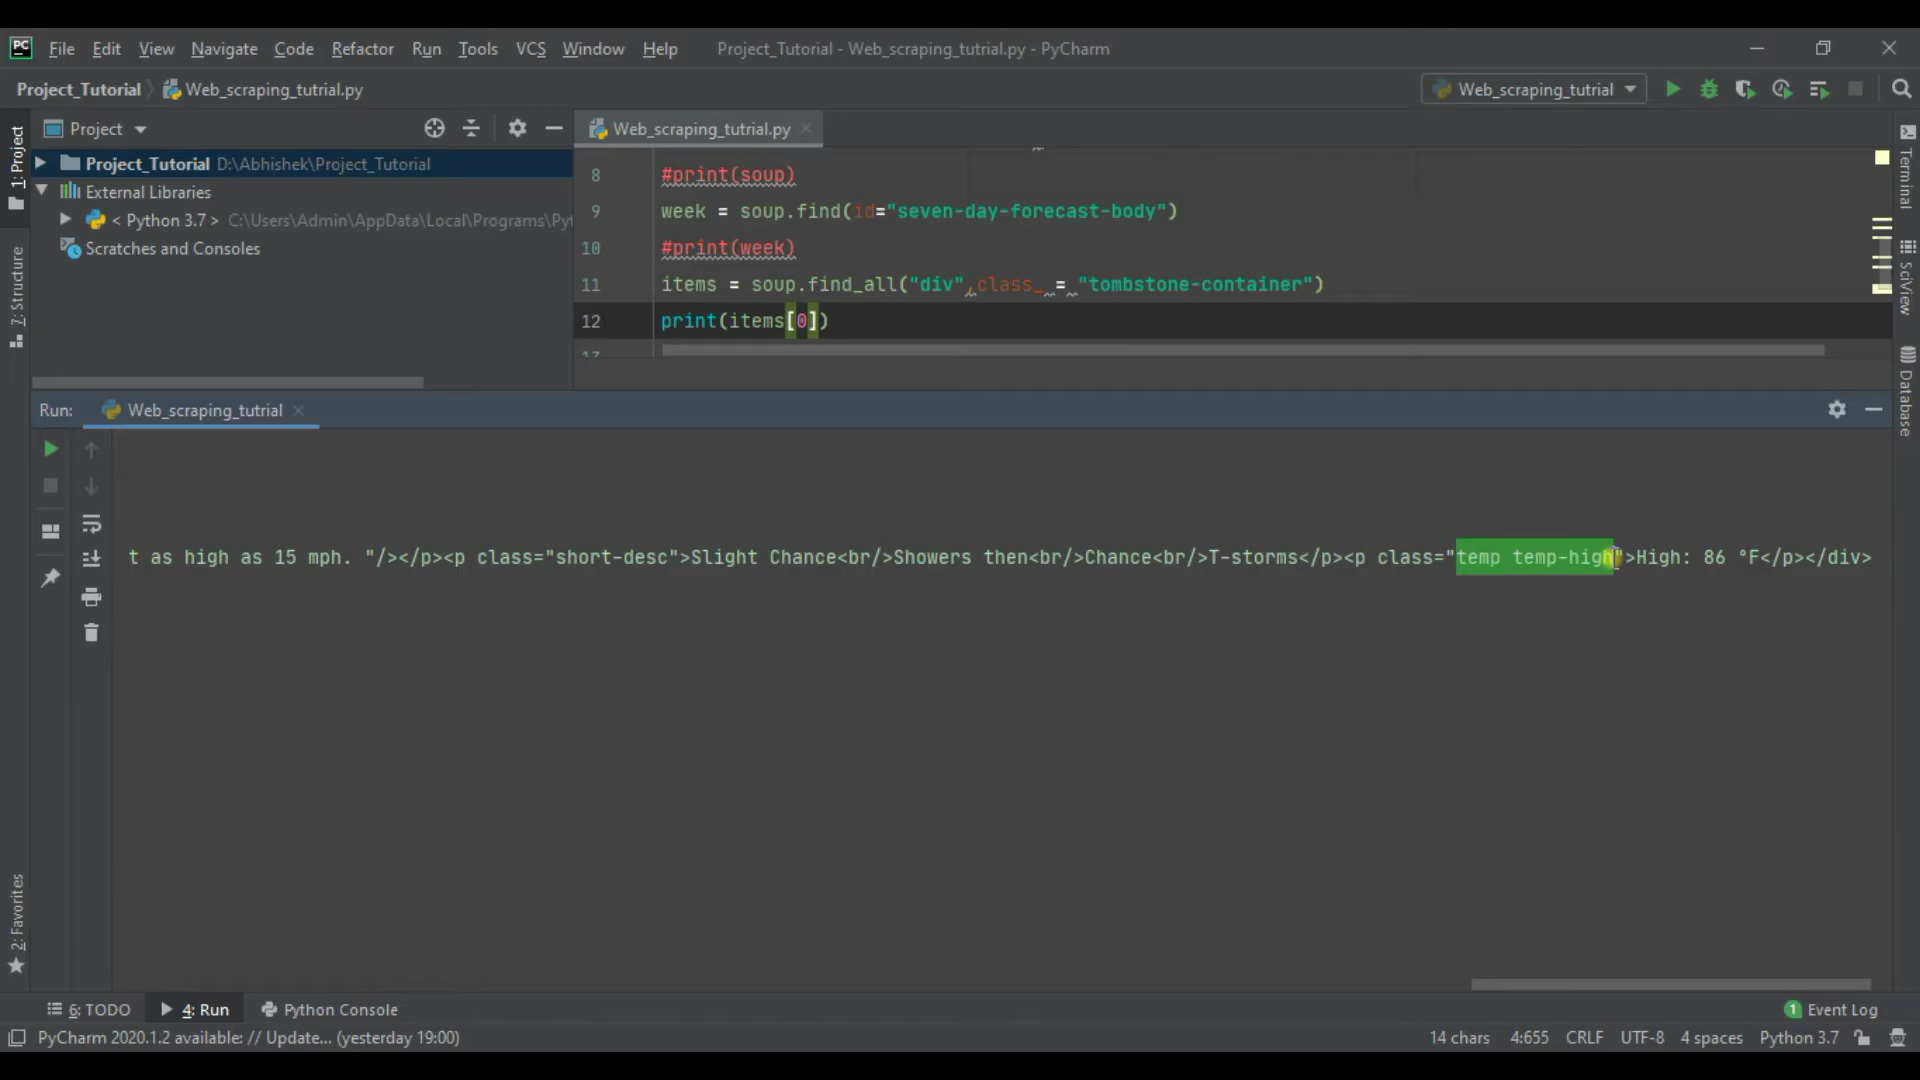 PC File Edit View Navigate Code Refactor Run Tools VCS Window Help Project_Tutorial - Web_scraping_tutrial.py - PyCharm
Project_Tutorial Web_scraping_tutrial.py Web_scraping_tutrial
1: Project
Project
Web_scraping_tutrial.py
Project_Tutorial D:\Abhishek\Project_Tutorial
External Libraries
< Python 3.7 > C:\Users\Admin\AppData\Local\Programs\Pyt
Scratches and Consoles
7: Structure
8 #print(soup)
9 week = soup.find(id="seven-day-forecast-body")
10 #print(week)
11 items = soup.find_all("div",class_ = "tombstone-container")
12 print(items[0])
Terminal
SciView
Database
Run: Web_scraping_tutrial
t as high as 15 mph. "/></p><p class="short-desc">Slight Chance<br/>Showers then<br/>Chance<br/>T-storms</p><p class="temp temp-high">High: 86 °F</p></div>
2: Favorites
6: TODO 4: Run Python Console 1 Event Log
PyCharm 2020.1.2 available: // Update... (yesterday 19:00) 14 chars 4:655 CRLF UTF-8 4 spaces Python 3.7